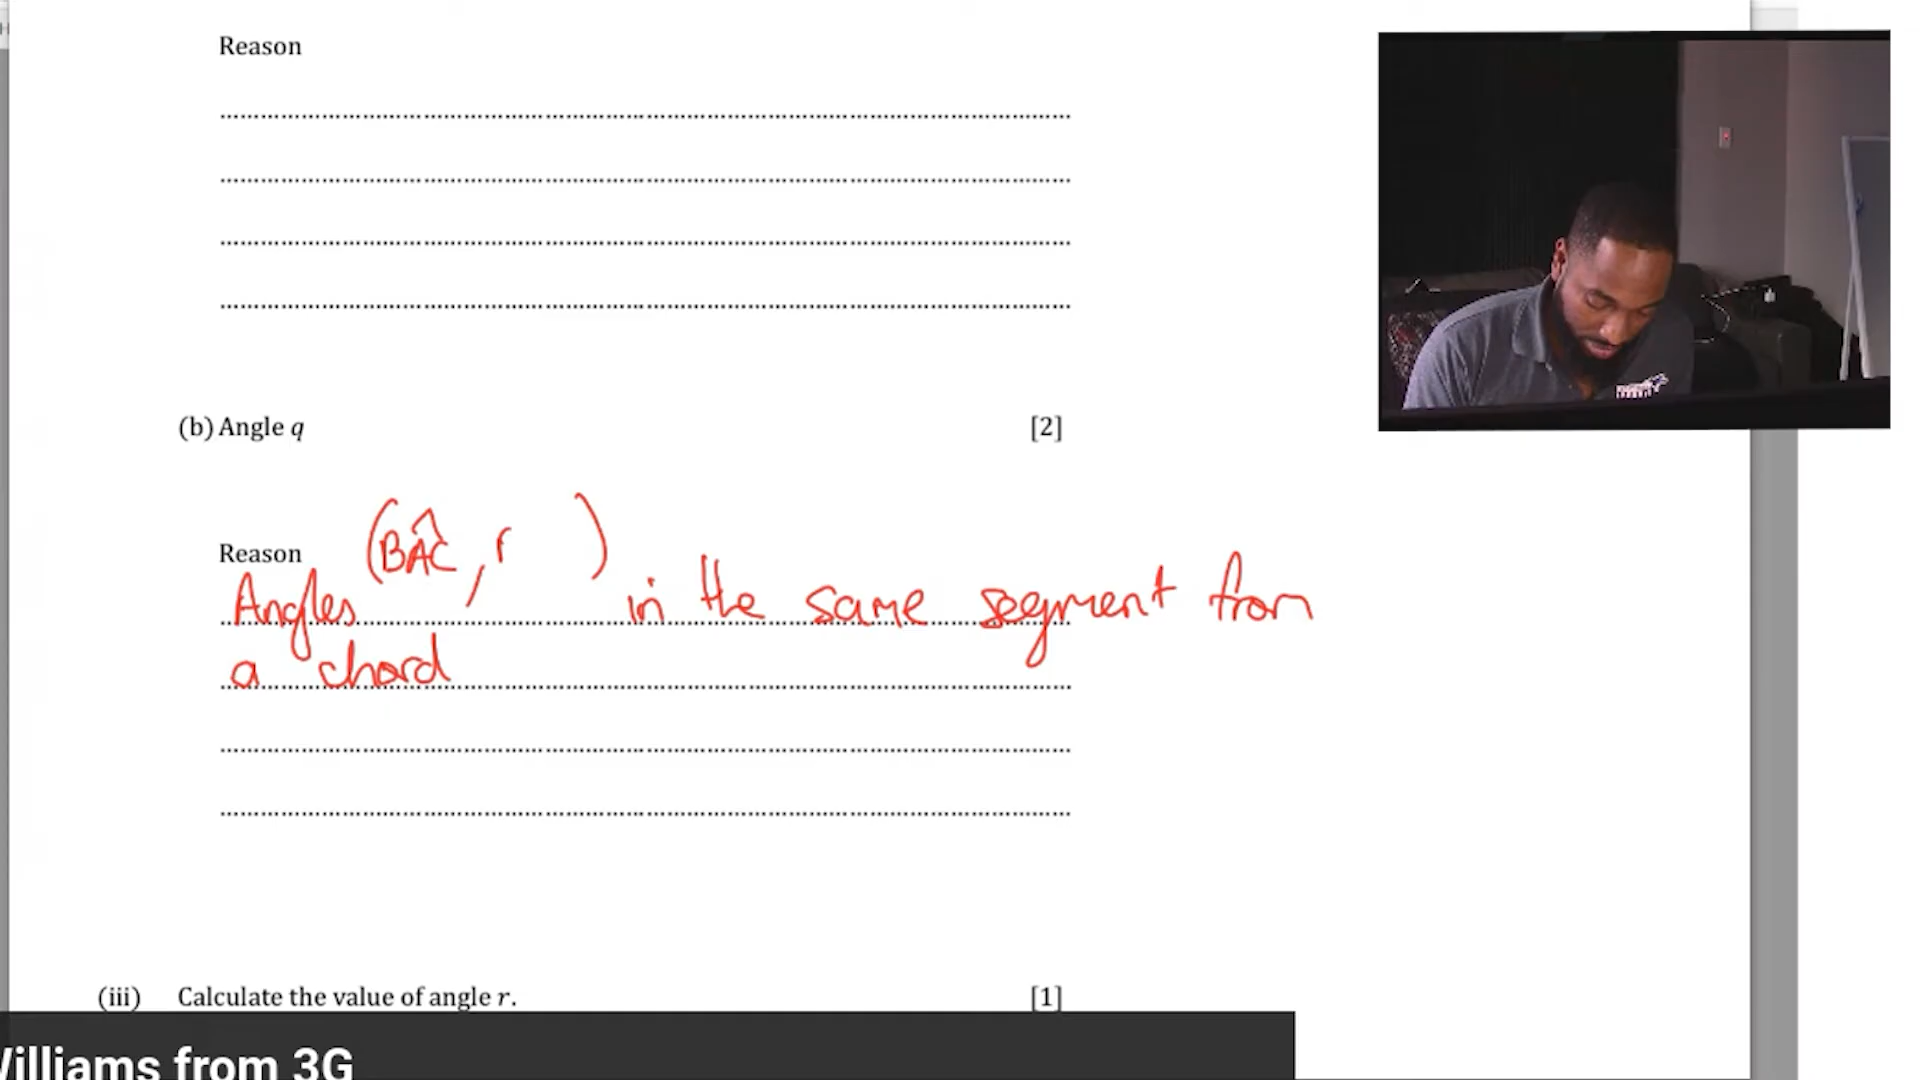 Reason
(b) Angle q [2]
Reason
(BÂC, r )
Angles in the same segment from
a chord
(iii) Calculate the value of angle r. [1]
Williams from 3G